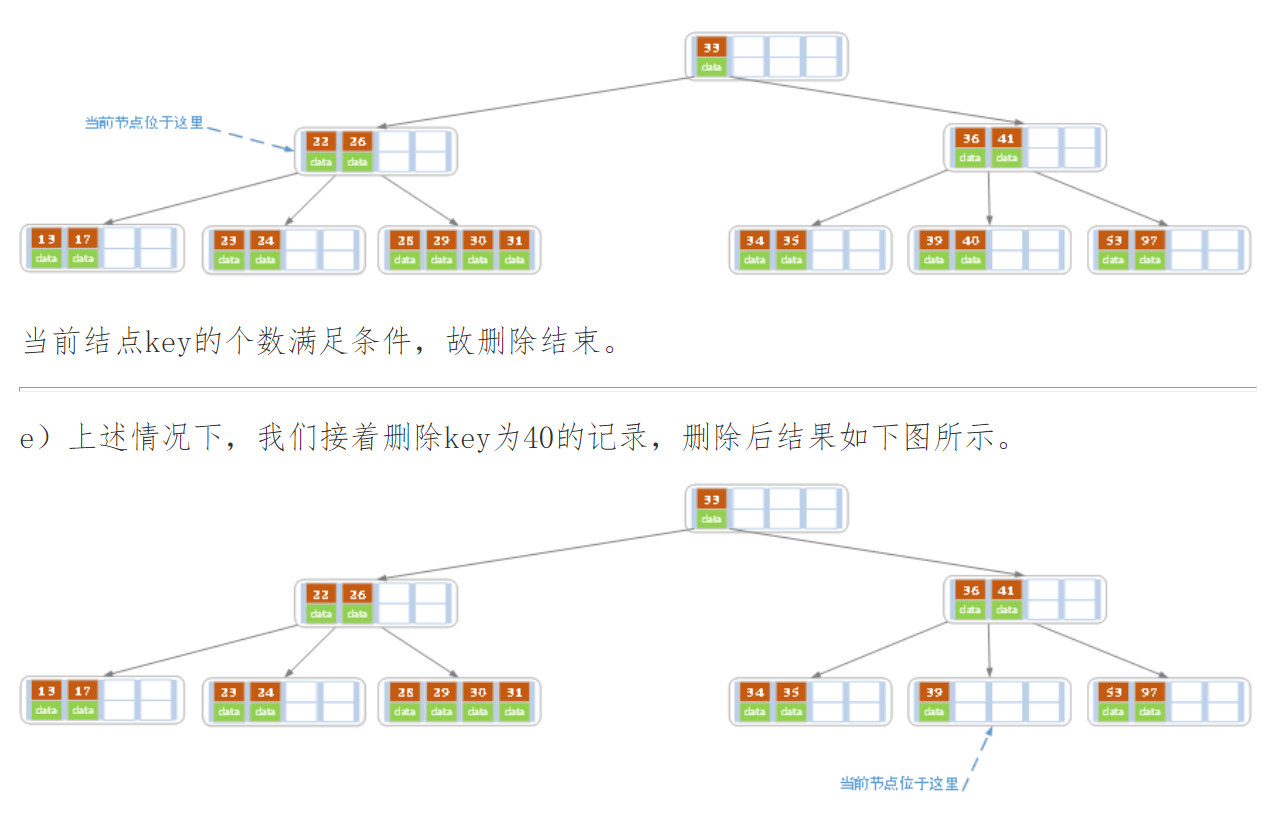 33
data
当前节点位于这里
22 26
data data
36 41
data data
13 17
data data
23 24
data data
28 29 30 31
data data data data
34 35
data data
39 40
data data
53 97
data data
当前结点key的个数满足条件，故删除结束。
e）上述情况下，我们接着删除key为40的记录，删除后结果如下图所示。
33
data
22 26
data data
36 41
data data
13 17
data data
23 24
data data
28 29 30 31
data data data data
34 35
data data
39
data
53 97
data data
当前节点位于这里